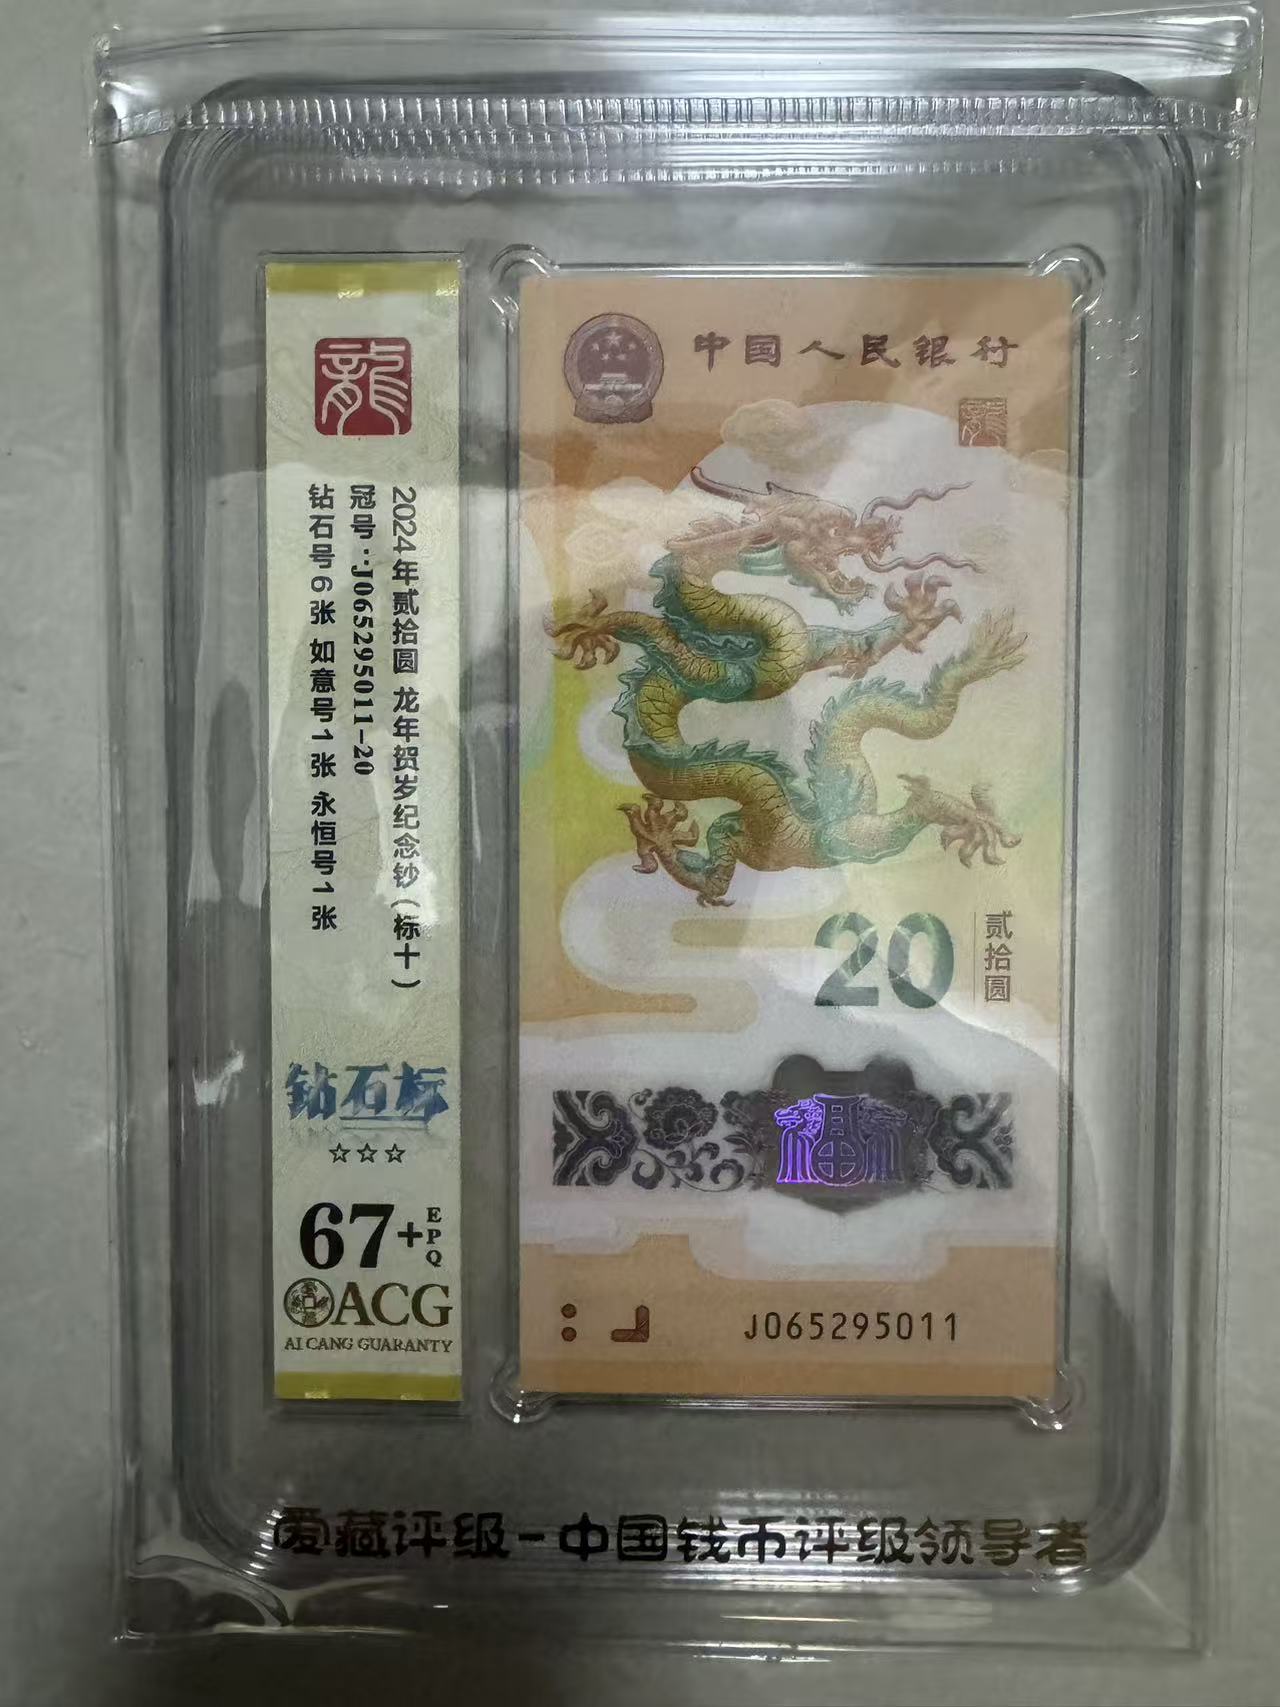 龍
2024年贰拾圆 龙年贺岁纪念钞（标十）
冠号：J065295011-20
钻石号6张 如意号1张 永恒号1张
钻石标
☆☆☆
67+EPQ
ACG
AI CANG GUARANTY
中国人民银行
龍
20
贰拾圆
福
J065295011
爱藏评级-中国钱币评级领导者